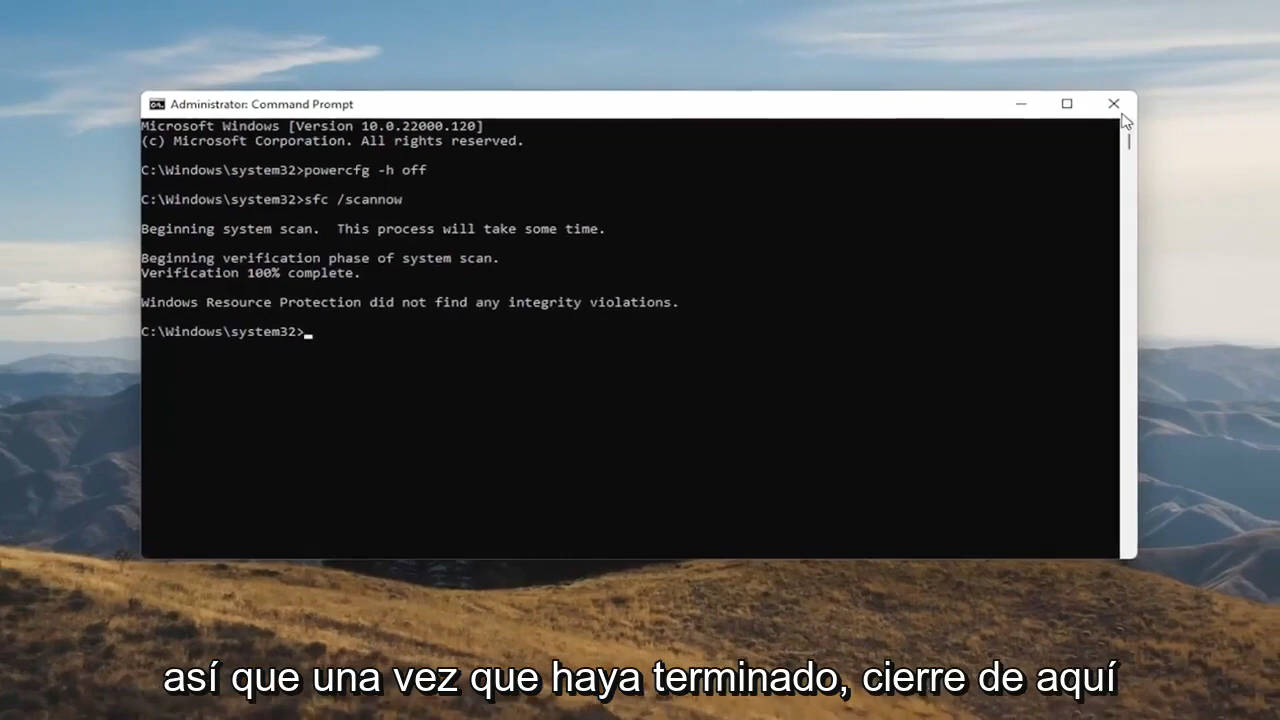 Administrator: Command Prompt
Microsoft Windows [Version 10.0.22000.120]
(c) Microsoft Corporation. All rights reserved.
C:\Windows\system32>powercfg -h off
C:\Windows\system32>sfc /scannow
Beginning system scan.  This process will take some time.
Beginning verification phase of system scan.
Verification 100% complete.
Windows Resource Protection did not find any integrity violations.
C:\Windows\system32>
así que una vez que haya terminado, cierre de aquí